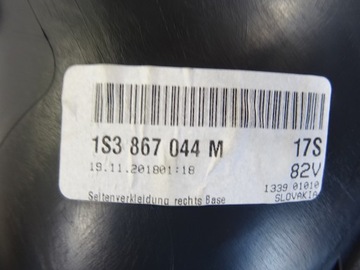 1S3 867 044 M 17S
19.11.201801:18 82V
1339 01010
Seitenverkleidung rechts Base SLOVAKIA